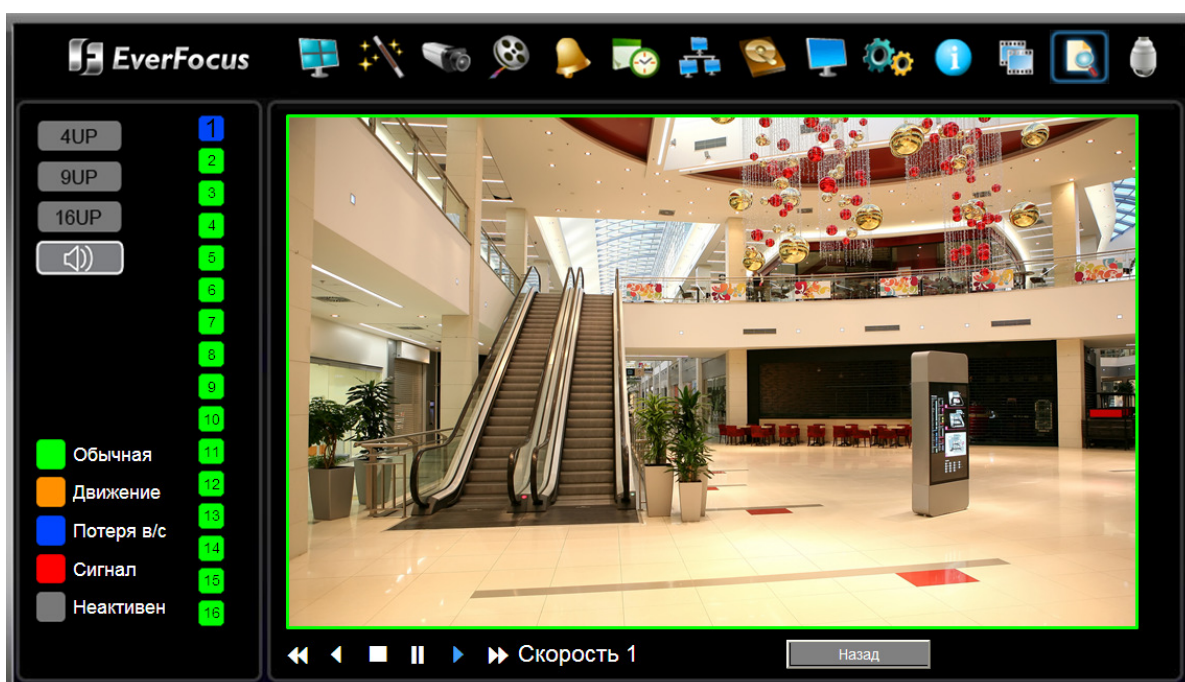 EverFocus
4UP
9UP
16UP
1
2
3
4
5
6
7
8
9
10
11
12
13
14
15
16
Обычная
Движение
Потеря в/с
Сигнал
Неактивен
Скорость 1
Назад